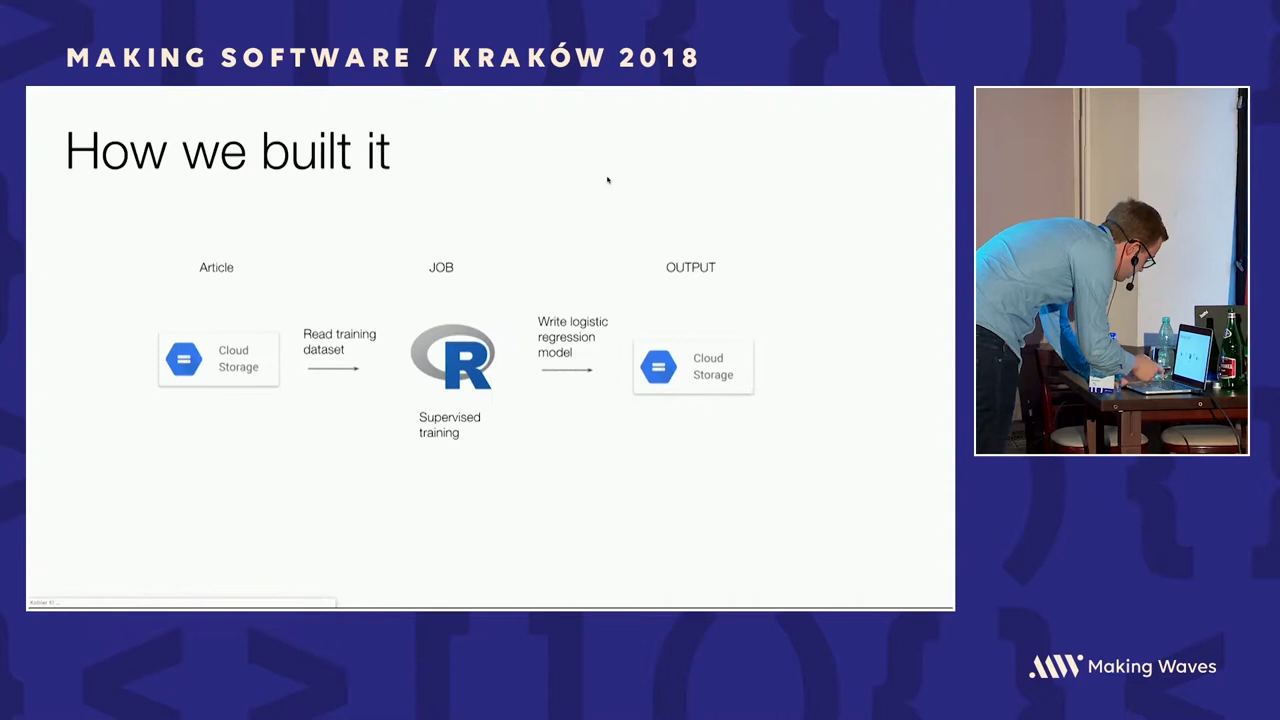 MAKING SOFTWARE / KRAKÓW 2018
How we built it
Article
JOB
OUTPUT
Cloud
Storage
Read training
dataset
R
Supervised
training
Write logistic
regression
model
Cloud
Storage
Making Waves